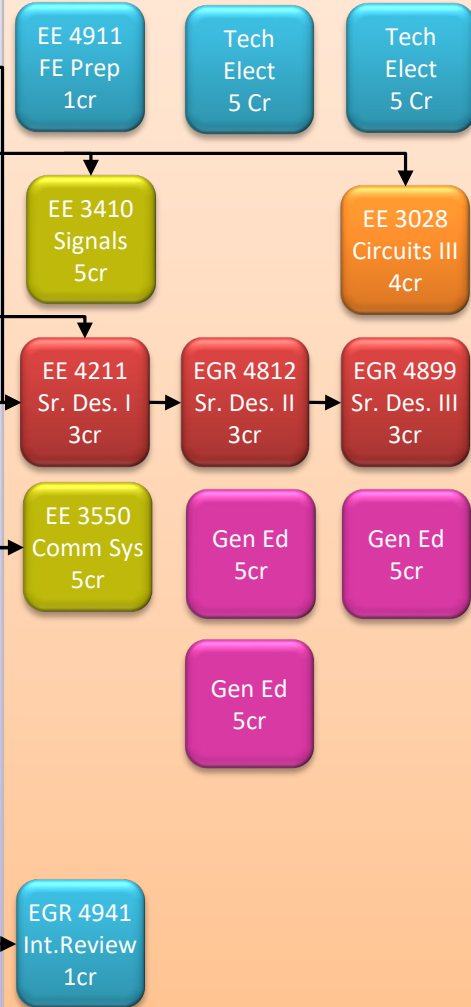 EE 4911
FE Prep
1cr
Tech
Elect
5 Cr
Tech
Elect
5 Cr
EE 3410
Signals
5cr
EE 3028
Circuits III
4cr
EE 4211
Sr. Des. I
3cr
EGR 4812
Sr. Des. II
3cr
EGR 4899
Sr. Des. III
3cr
EE 3550
Comm Sys
5cr
Gen Ed
5cr
Gen Ed
5cr
Gen Ed
5cr
EGR 4941
Int.Review
1cr